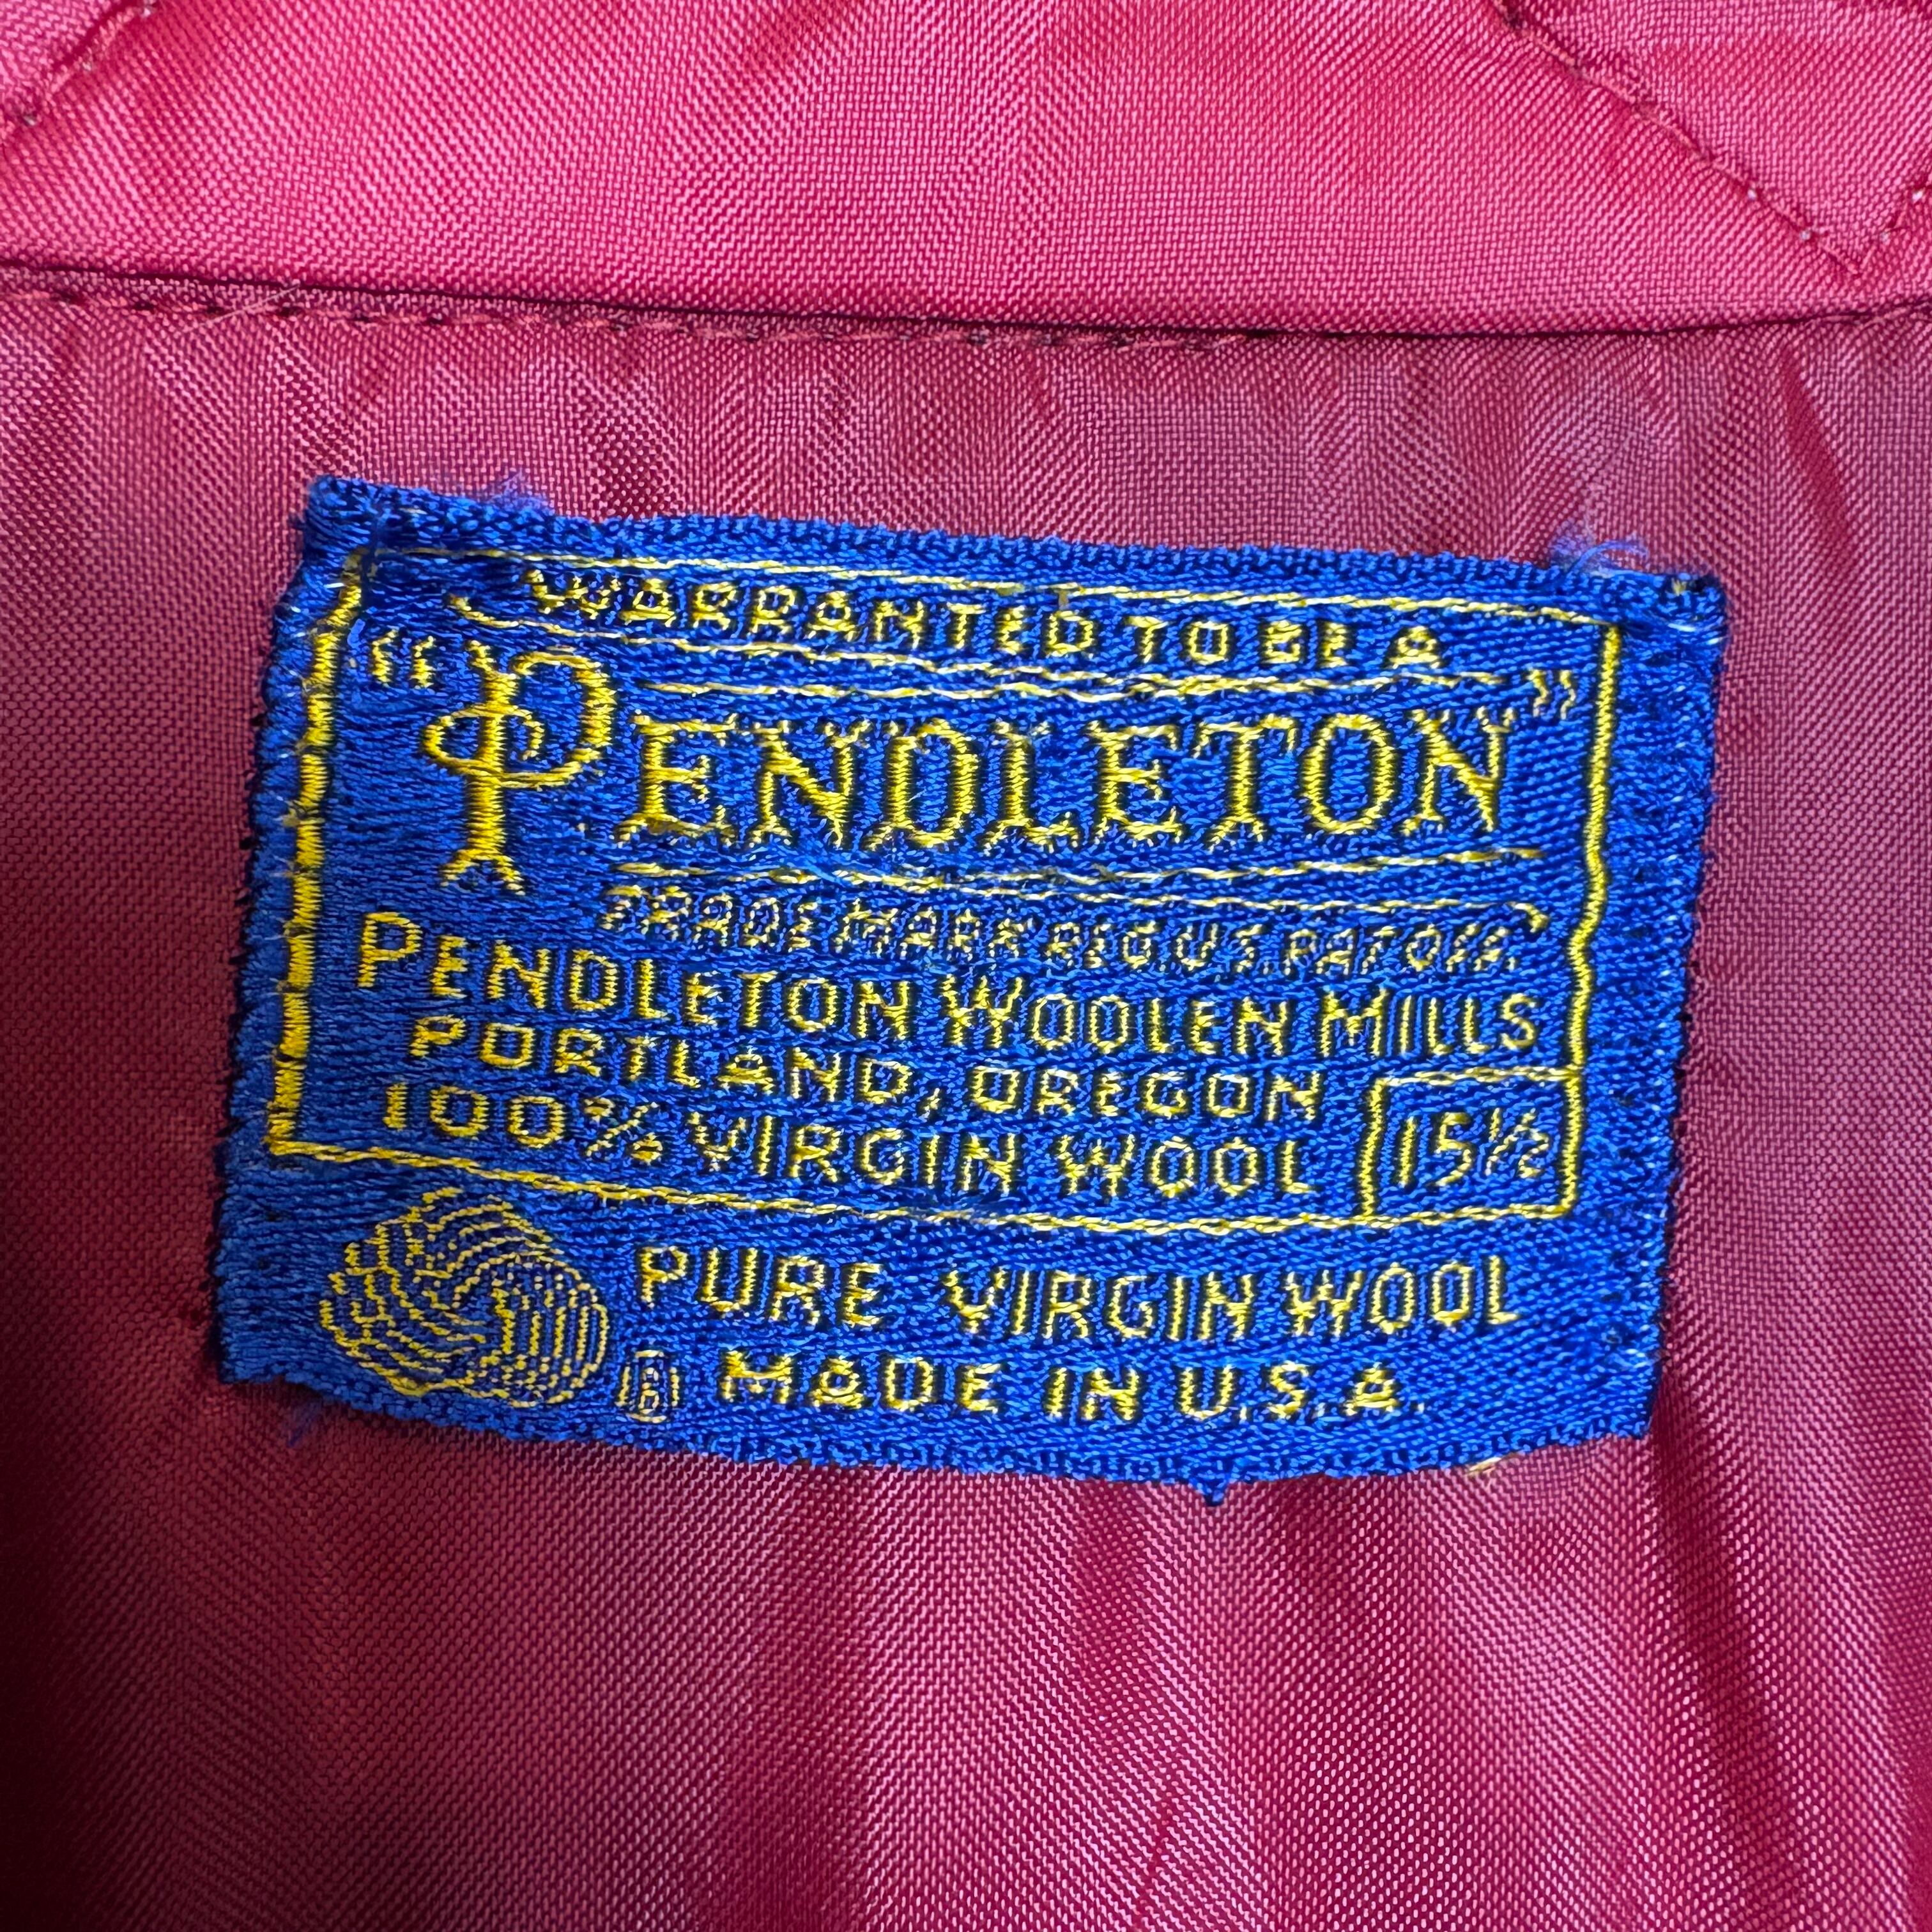 WARRANTED TO BE A
"PENDLETON"
TRADE MARK REG. U.S. PAT. OFF.
PENDLETON WOOLEN MILLS
PORTLAND, OREGON
100% VIRGIN WOOL 15½
PURE VIRGIN WOOL
® MADE IN U.S.A.